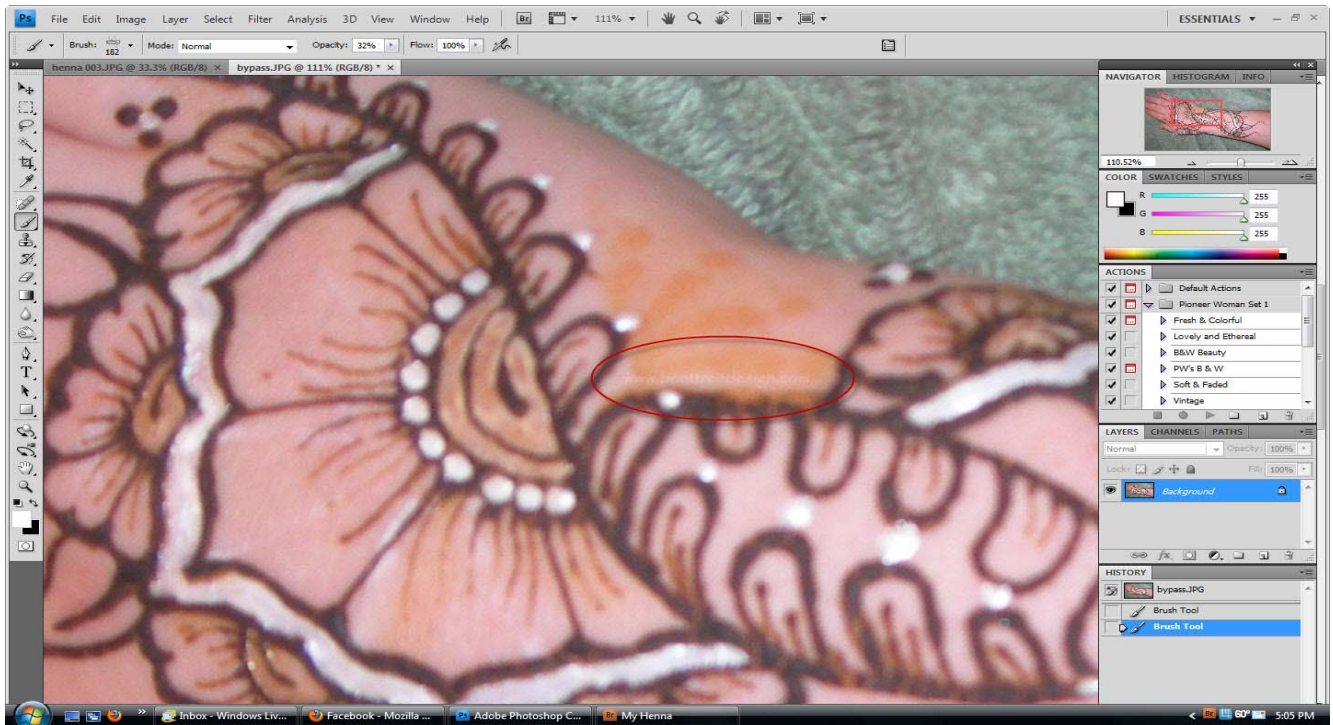 Ps File Edit Image Layer Select Filter Analysis 3D View Window Help Br 111% ESSENTIALS
Brush: 182 Mode: Normal Opacity: 32% Flow: 100%
henna 003.JPG @ 33.3% (RGB/8) × bypass.JPG @ 111% (RGB/8) * ×
NAVIGATOR HISTOGRAM INFO
110.52%
COLOR SWATCHES STYLES
R 255
G 255
B 255
ACTIONS
Default Actions
Pioneer Woman Set 1
Fresh & Colorful
Lovely and Ethereal
B&W Beauty
PW's B & W
Soft & Faded
Vintage
LAYERS CHANNELS PATHS
Normal Opacity: 100%
Lock: Fill: 100%
Background
HISTORY
bypass.JPG
Brush Tool
Brush Tool
Inbox - Windows Liv... Facebook - Mozilla ... Ps Adobe Photoshop C... Br My Henna < Br 60° 5:05 PM